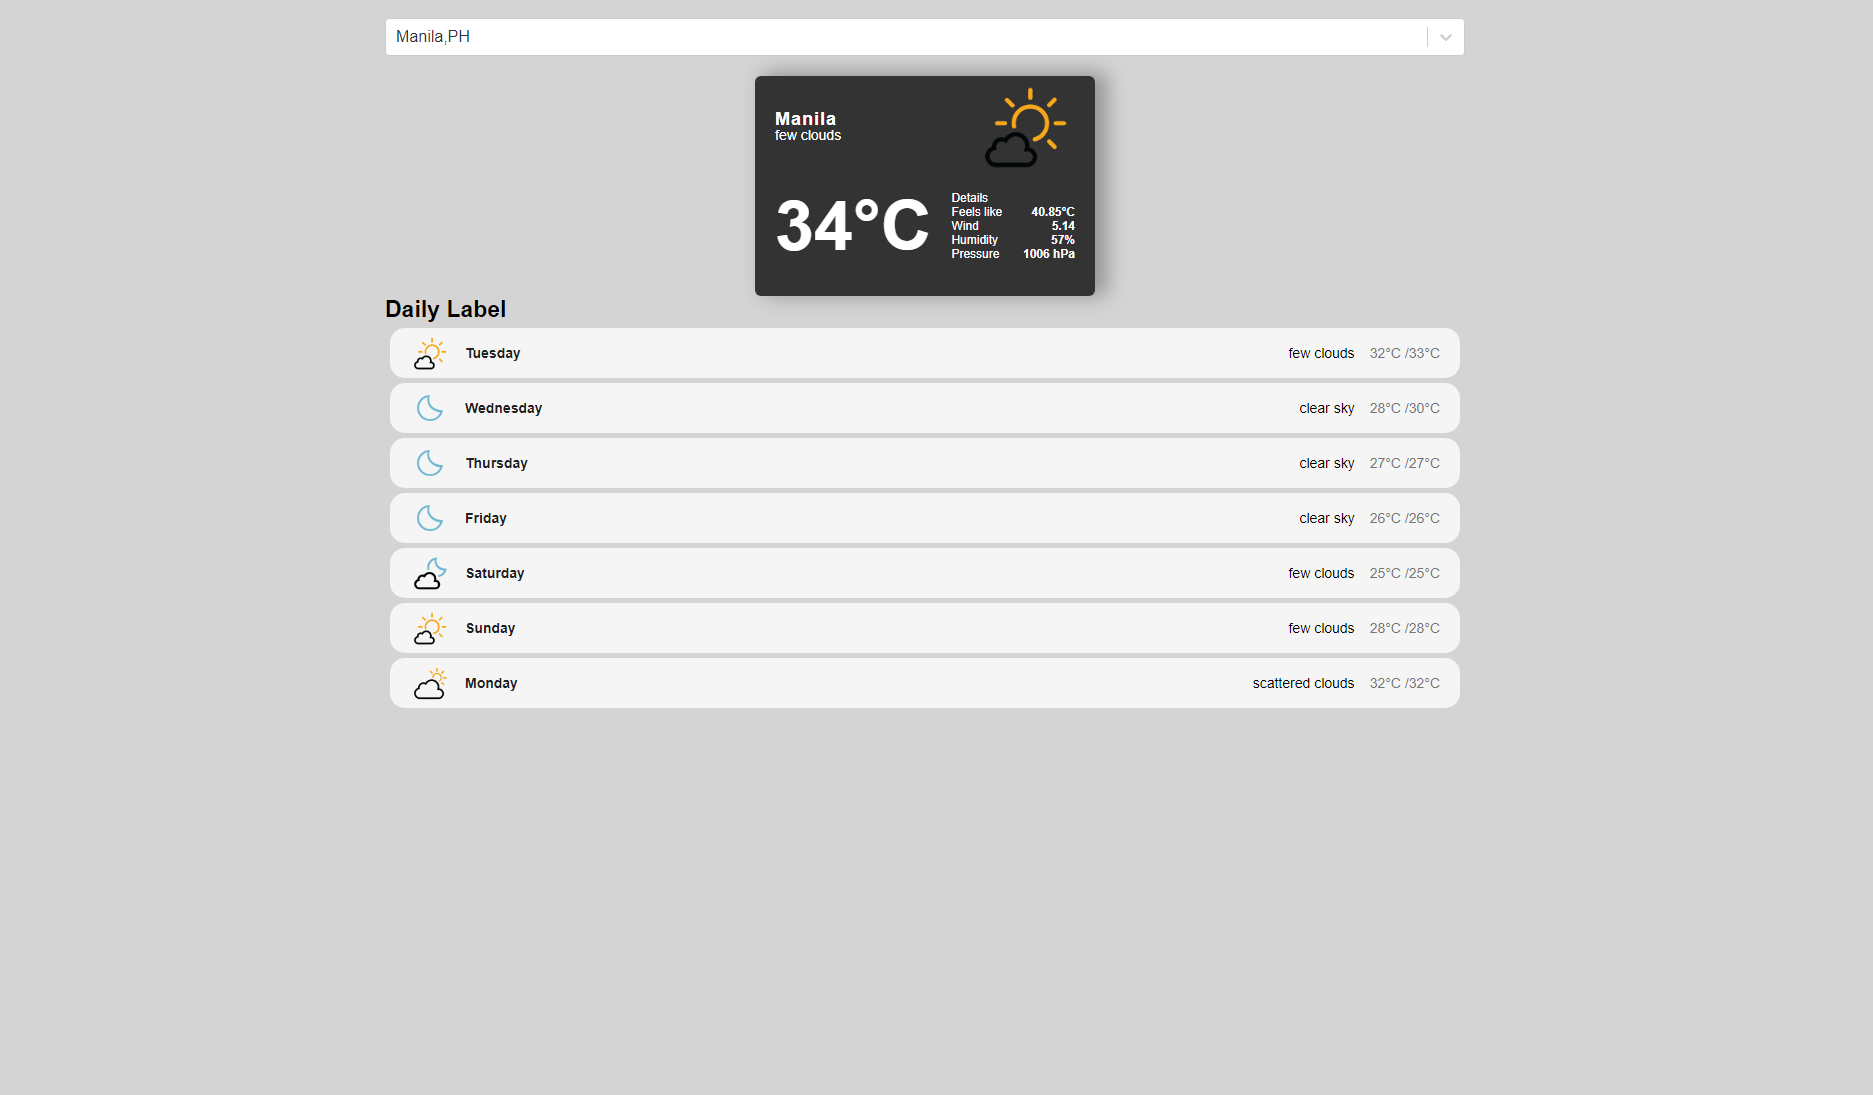 Manila,PH
Manila
few clouds
34°C
Details
Feels like 40.85°C
Wind 5.14
Humidity 57%
Pressure 1006 hPa
Daily Label
Tuesday few clouds 32°C /33°C
Wednesday clear sky 28°C /30°C
Thursday clear sky 27°C /27°C
Friday clear sky 26°C /26°C
Saturday few clouds 25°C /25°C
Sunday few clouds 28°C /28°C
Monday scattered clouds 32°C /32°C